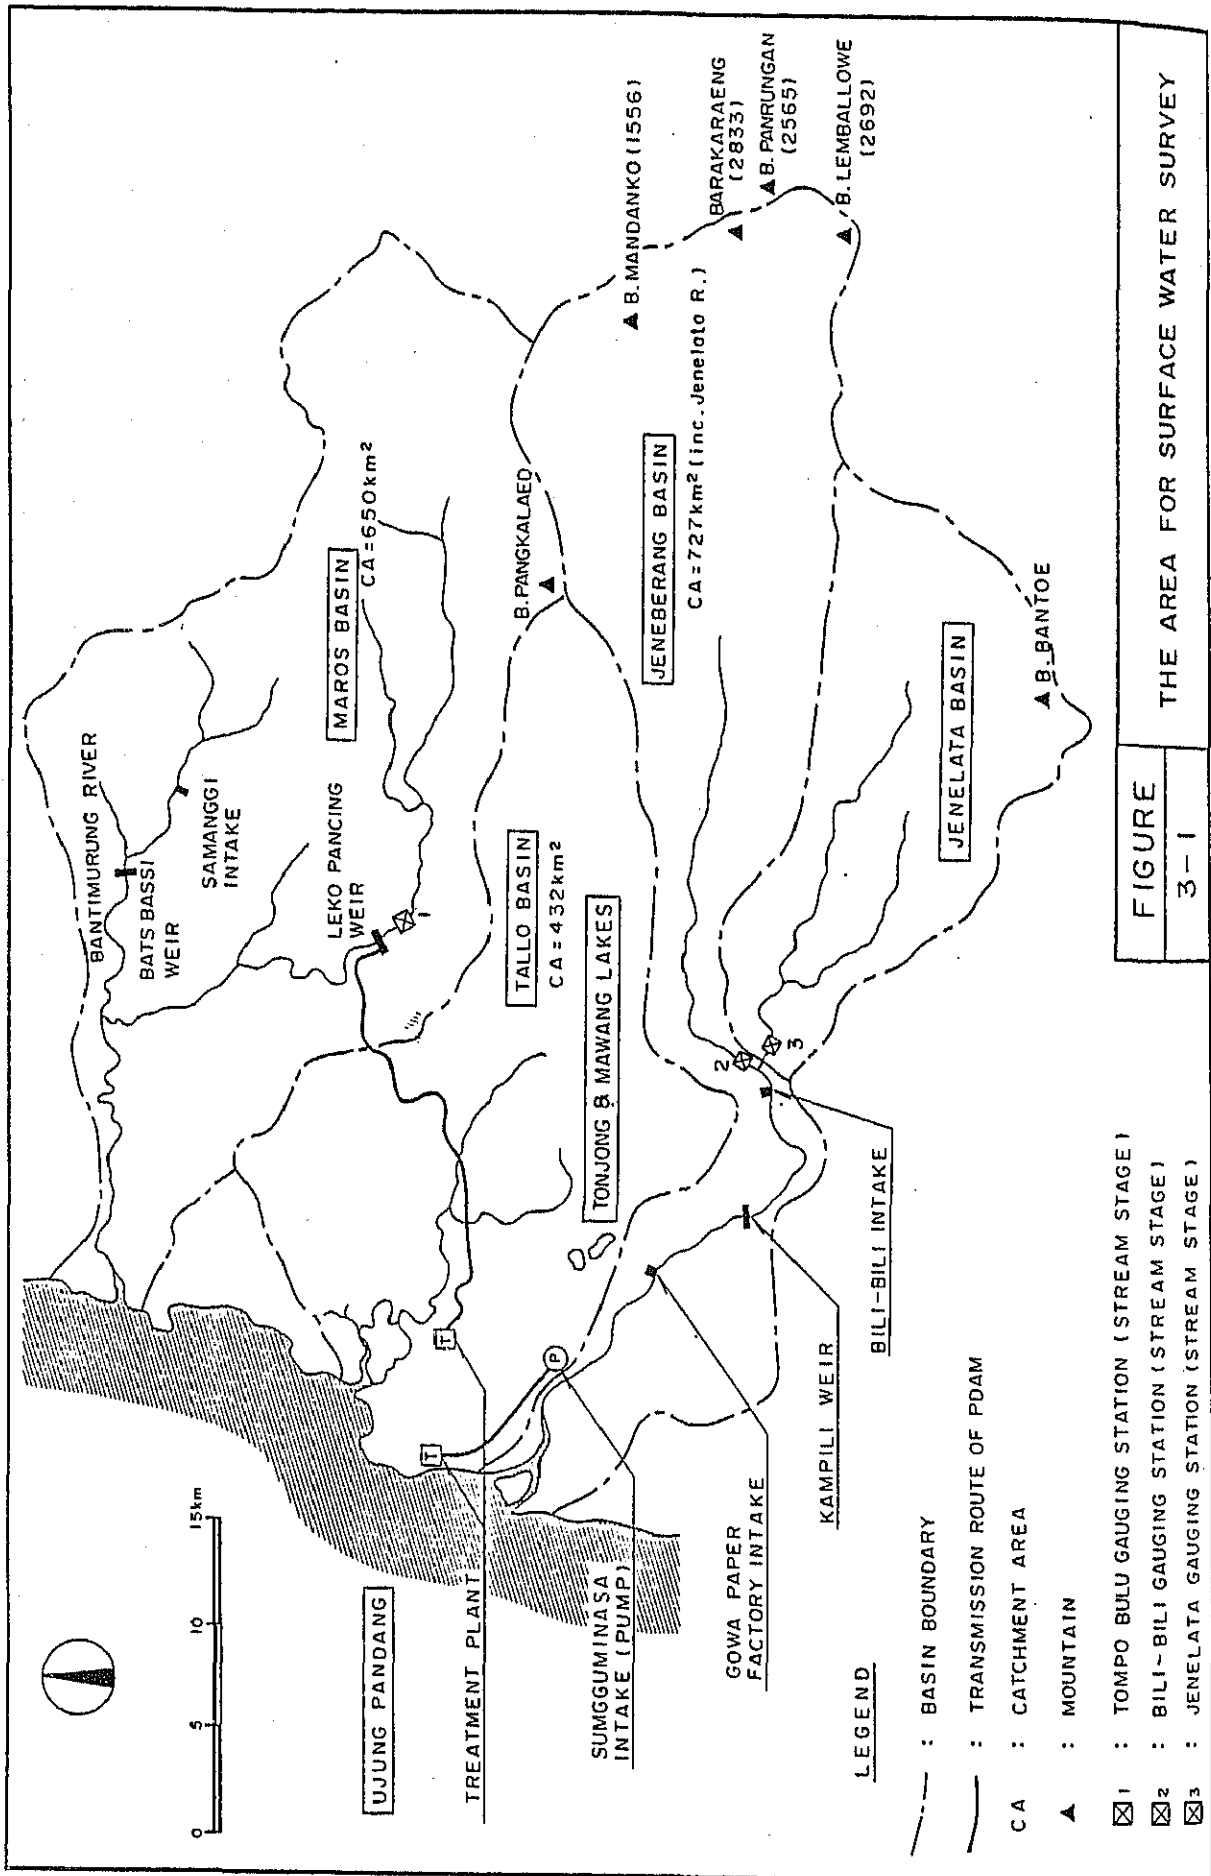 0 5 10 15km
UJUNG PANDANG
TREATMENT PLANT
SUMGGUMINASA
INTAKE (PUMP)
GOWA PAPER
FACTORY INTAKE
KAMPILI WEIR
BILI-BILI INTAKE
T
T
P
BANTIMURUNG RIVER
BATS BASSI
WEIR
SAMANGGI
INTAKE
LEKO PANCING
WEIR
1
MAROS BASIN
CA=650km²
TALLO BASIN
CA=432km²
TONJONG & MAWANG LAKES
B.PANGKALAED
JENEBERANG BASIN
CA=727km²(inc. Jenelato R.)
2
3
JENELATA BASIN
B. BANTOE
B. MANDANKO (1556)
BARAKARAENG
(2833)
B. PANRUNGAN
(2565)
B. LEMBALLOWE
(2692)
LEGEND
: BASIN BOUNDARY
: TRANSMISSION ROUTE OF PDAM
CA : CATCHMENT AREA
: MOUNTAIN
1 : TOMPO BULU GAUGING STATION (STREAM STAGE)
2 : BILI-BILI GAUGING STATION (STREAM STAGE)
3 : JENELATA GAUGING STATION (STREAM STAGE)
FIGURE
3-1
THE AREA FOR SURFACE WATER SURVEY